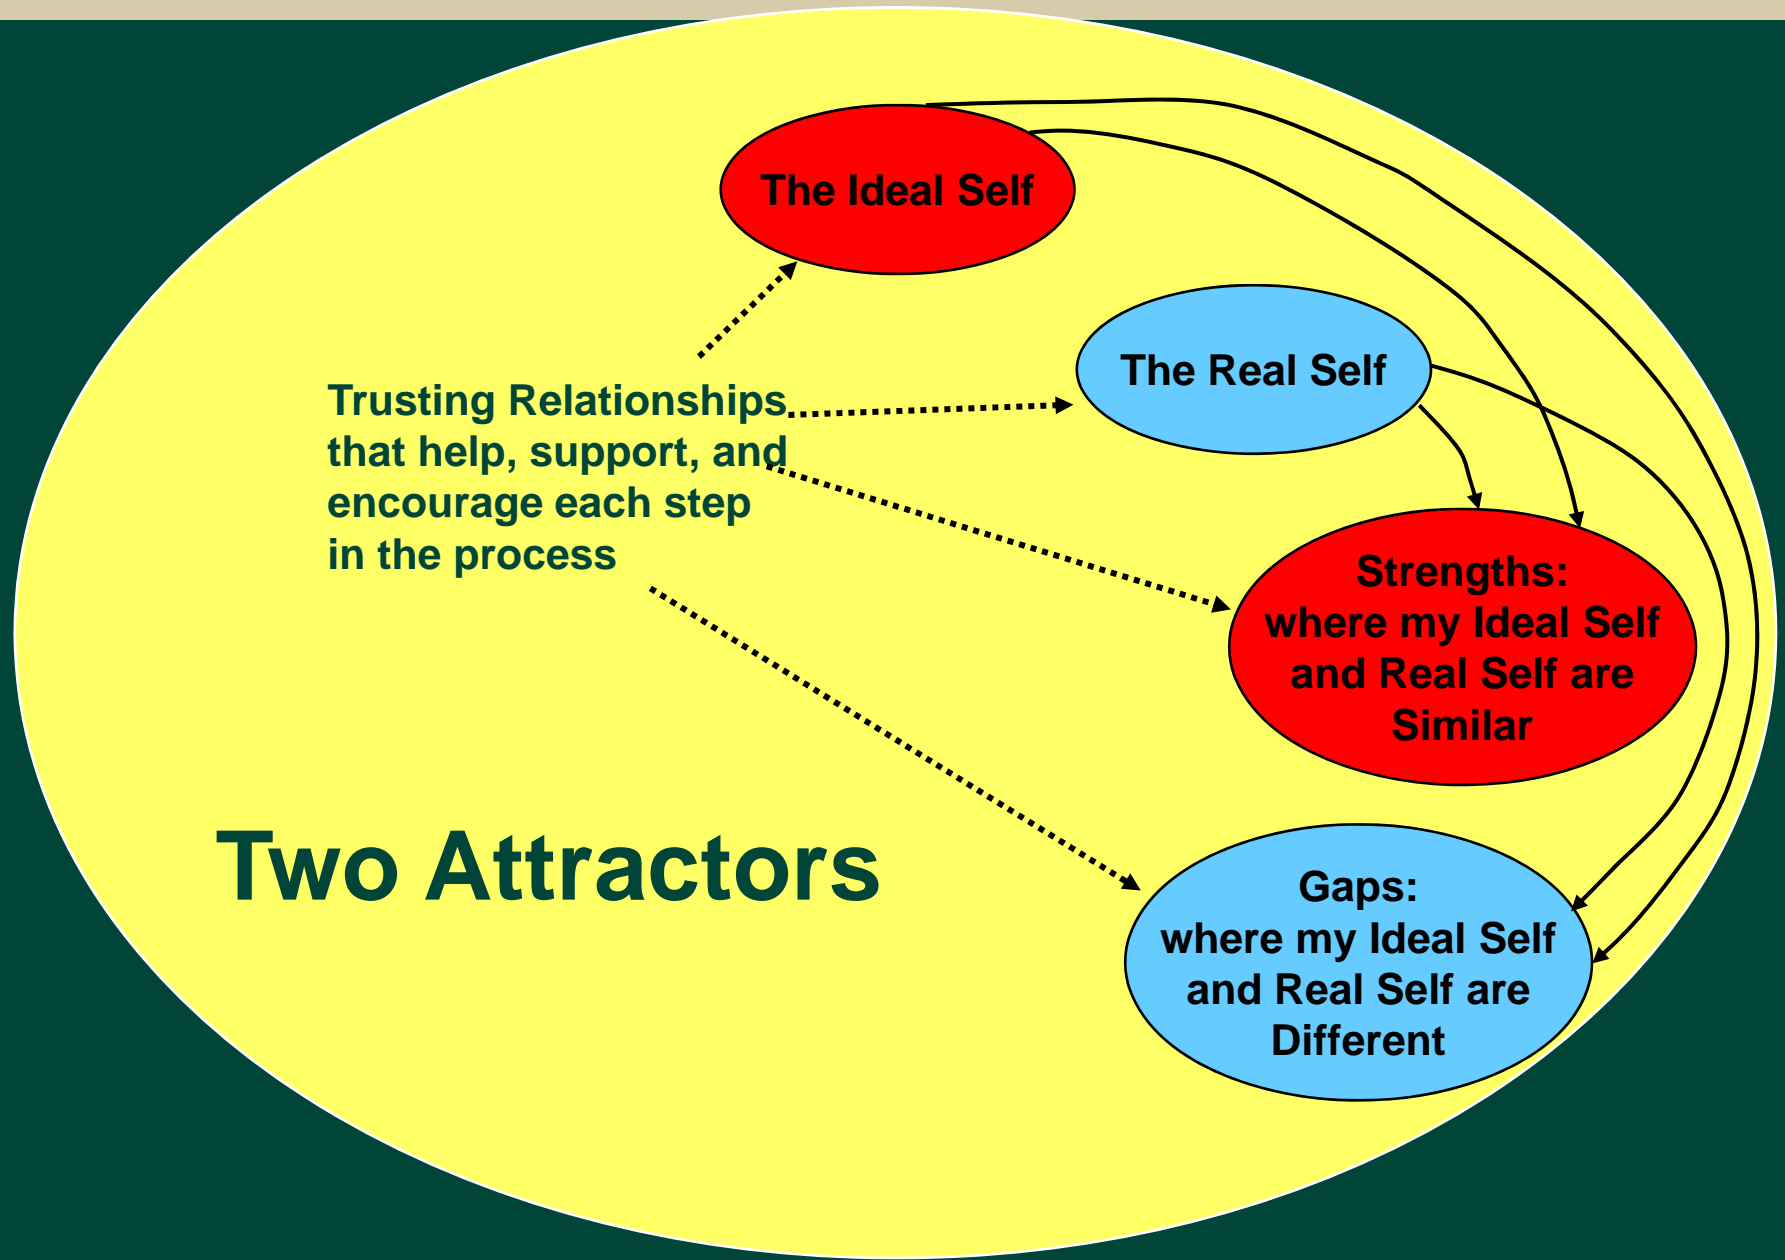 The Ideal Self
The Real Self
Trusting Relationships
that help, support, and
encourage each step
in the process
Strengths:
where my Ideal Self
and Real Self are
Similar
Two Attractors
Gaps:
where my Ideal Self
and Real Self are
Different